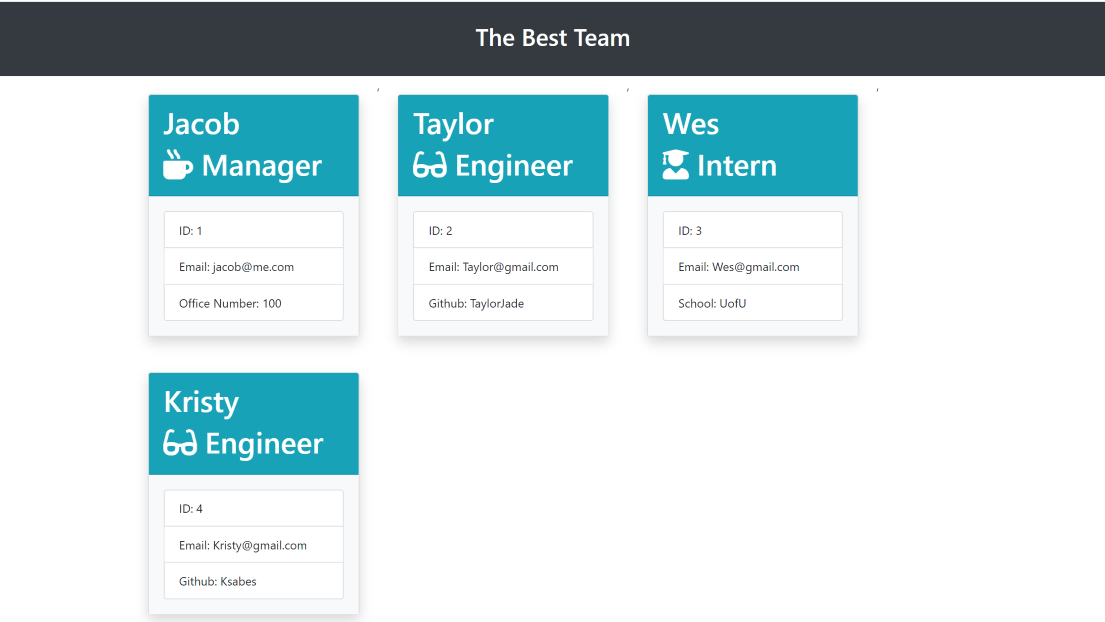 The Best Team
Jacob
Manager
ID: 1
Email: jacob@me.com
Office Number: 100
,
Taylor
Engineer
ID: 2
Email: Taylor@gmail.com
Github: TaylorJade
,
Wes
Intern
ID: 3
Email: Wes@gmail.com
School: UofU
,
Kristy
Engineer
ID: 4
Email: Kristy@gmail.com
Github: Ksabes